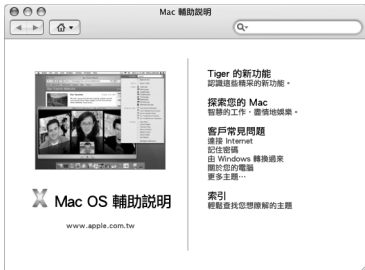 Mac 輔助說明
Mac OS 輔助說明
www.apple.com.tw
Tiger 的新功能
認識這些精采的新功能。
探索您的 Mac
智慧的工作，盡情地娛樂。
客戶常見問題
連接 Internet
記住密碼
由 Windows 轉換過來
關於您的電腦
更多主題…
索引
輕鬆查找您想瞭解的主題